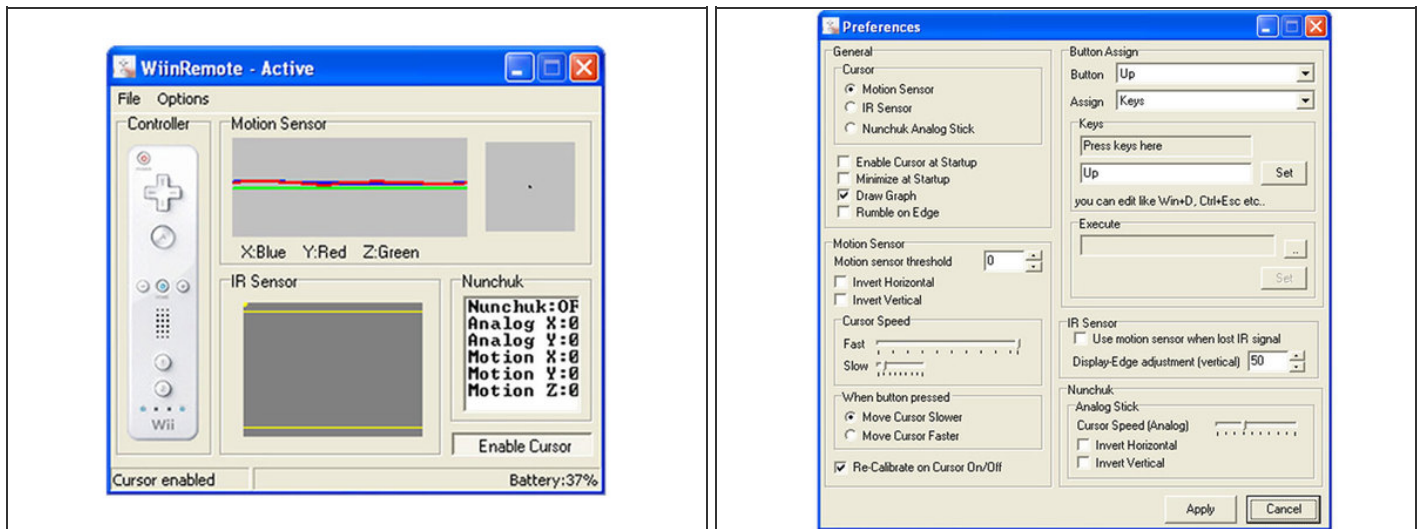 WiinRemote - Active
File Options
Controller
Motion Sensor
X:Blue Y:Red Z:Green
IR Sensor
Nunchuk
Nunchuk:OF
Analog X:0
Analog Y:0
Motion X:0
Motion Y:0
Motion Z:0
Wii
Enable Cursor
Cursor enabled
Battery:37%
Preferences
General
Cursor
Motion Sensor
IR Sensor
Nunchuk Analog Stick
Enable Cursor at Startup
Minimize at Startup
Draw Graph
Rumble on Edge
Motion Sensor
Motion sensor threshold 0
Invert Horizontal
Invert Vertical
Cursor Speed
Fast
Slow
When button pressed
Move Cursor Slower
Move Cursor Faster
Re-Calibrate on Cursor On/Off
Button Assign
Button Up
Assign Keys
Keys
Press keys here
Up Set
you can edit like Win+D, Ctrl+Esc etc..
Execute
..
Set
IR Sensor
Use motion sensor when lost IR signal
Display-Edge adjustment (vertical) 50
Nunchuk
Analog Stick
Cursor Speed (Analog)
Invert Horizontal
Invert Vertical
Apply Cancel